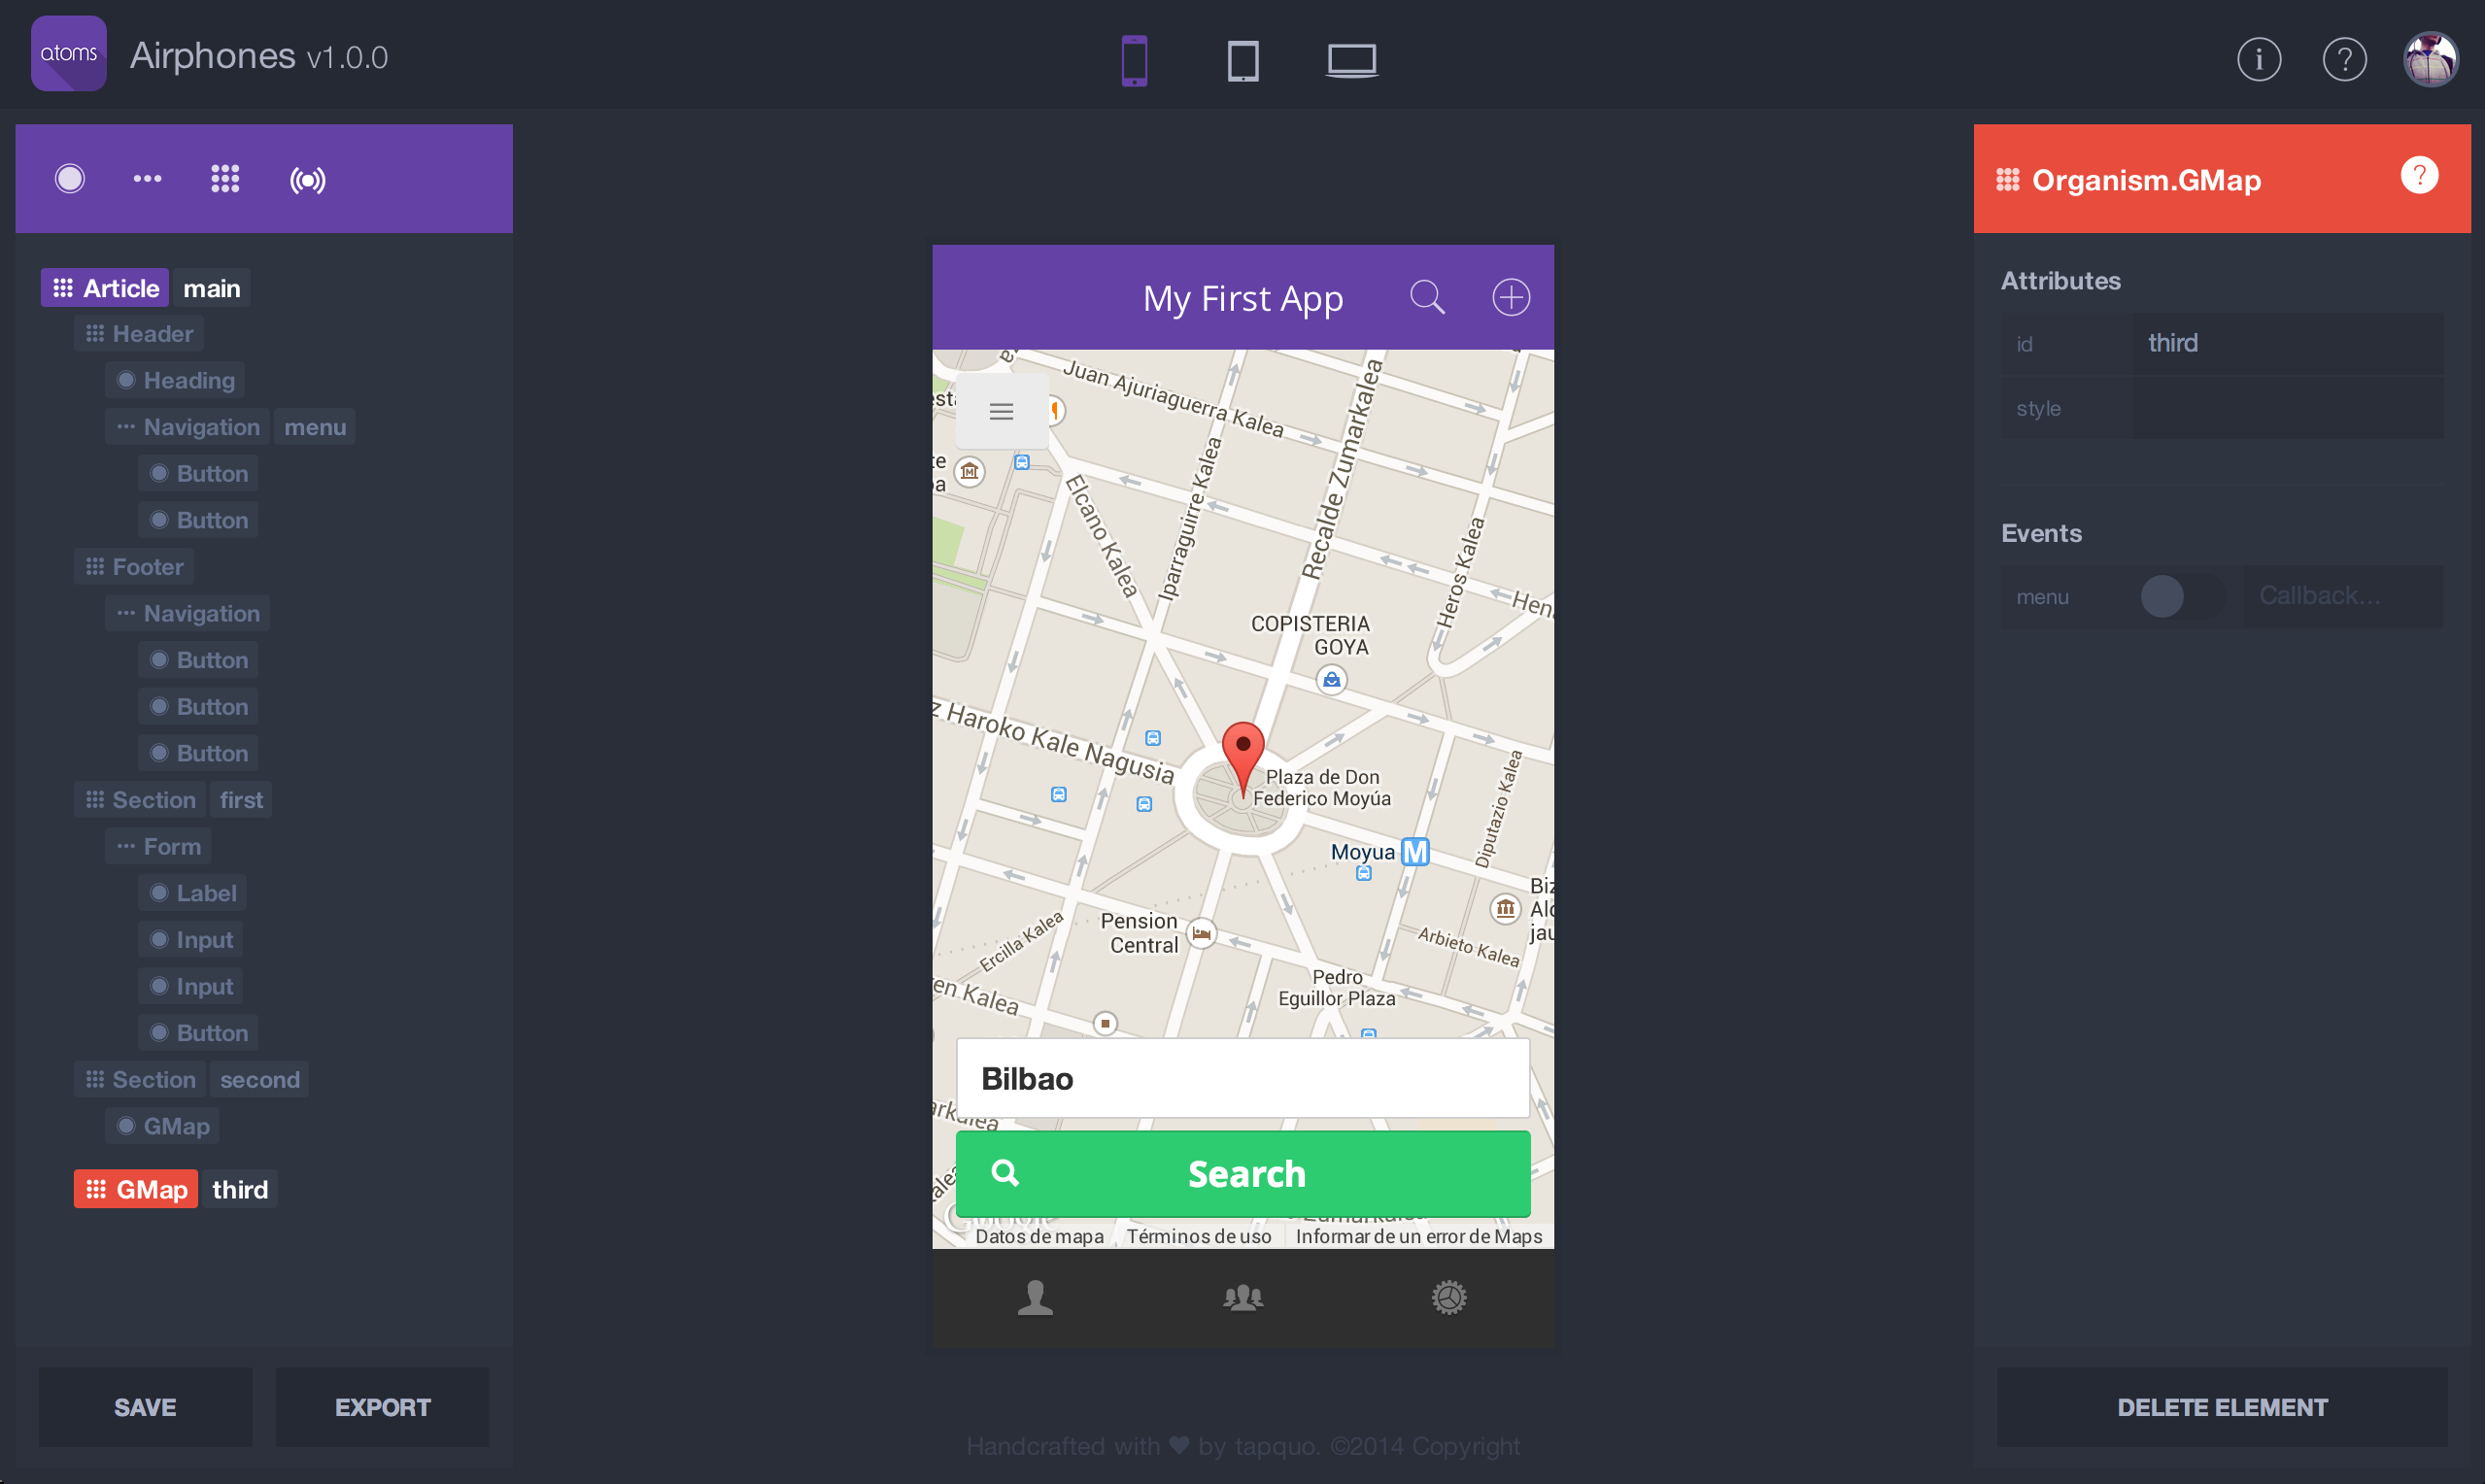 atoms
Airphones v1.0.0
i
?
Article main
Header
Heading
Navigation menu
Button
Button
Footer
Navigation
Button
Button
Button
Section first
Form
Label
Input
Input
Button
Section second
GMap
GMap third
SAVE
EXPORT
My First App
Juan Ajuriaguerra Kalea
Elcano Kalea
Iparraguirre Kalea
Recalde Zumarkalea
Heros Kalea
COPISTERIA
GOYA
z Haroko Kale Nagusia
Plaza de Don
Federico Moyúa
Diputazio Kalea
Moyua M
Pension
Central
Ercilla Kalea
Arbieto Kalea
Pedro
Eguillor Plaza
en Kalea
Bilbao
Search
Datos de mapa
Términos de uso
Informar de un error de Maps
Handcrafted with ♥ by tapquo. ©2014 Copyright
Organism.GMap
?
Attributes
id third
style
Events
menu Callback...
DELETE ELEMENT